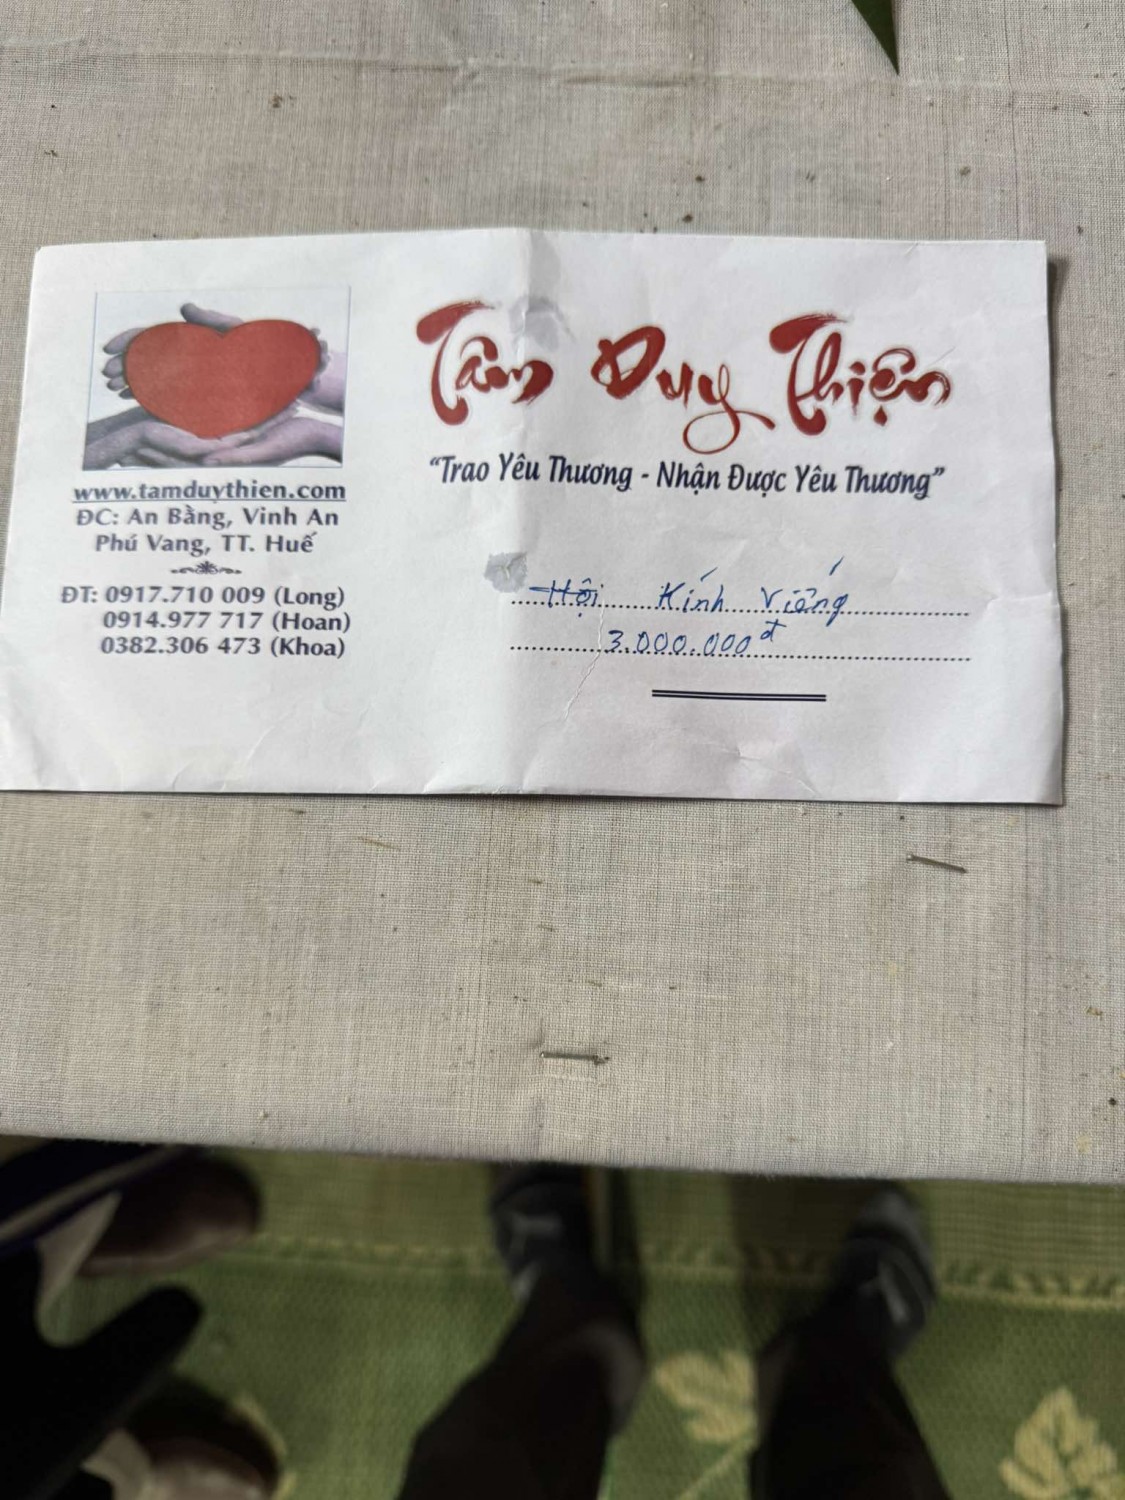 Tâm Duy Thiện
“Trao Yêu Thương - Nhận Được Yêu Thương”
www.tamduythien.com
ĐC: An Bằng, Vinh An
Phú Vang, TT. Huế
ĐT: 0917.710 009 (Long)
0914.977 717 (Hoan)
0382.306 473 (Khoa)
Hội Kính Viếng
3.000.000đ